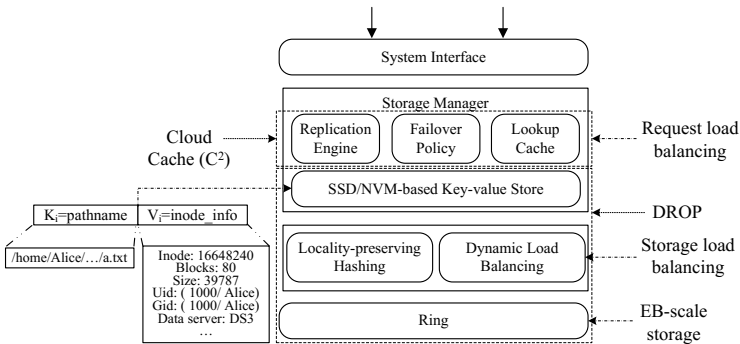 System Interface
Storage Manager
Replication
Engine
Failover
Policy
Lookup
Cache
Cloud
Cache (C²)
Request load
balancing
SSD/NVM-based Key-value Store
Kᵢ=pathname
Vᵢ=inode_info
DROP
/home/Alice/…/a.txt
Inode: 16648240
Blocks: 80
Size: 39787
Uid: ( 1000/ Alice)
Gid: ( 1000/ Alice)
Data server: DS3
…
Locality-preserving
Hashing
Dynamic Load
Balancing
Storage load
balancing
Ring
EB-scale
storage